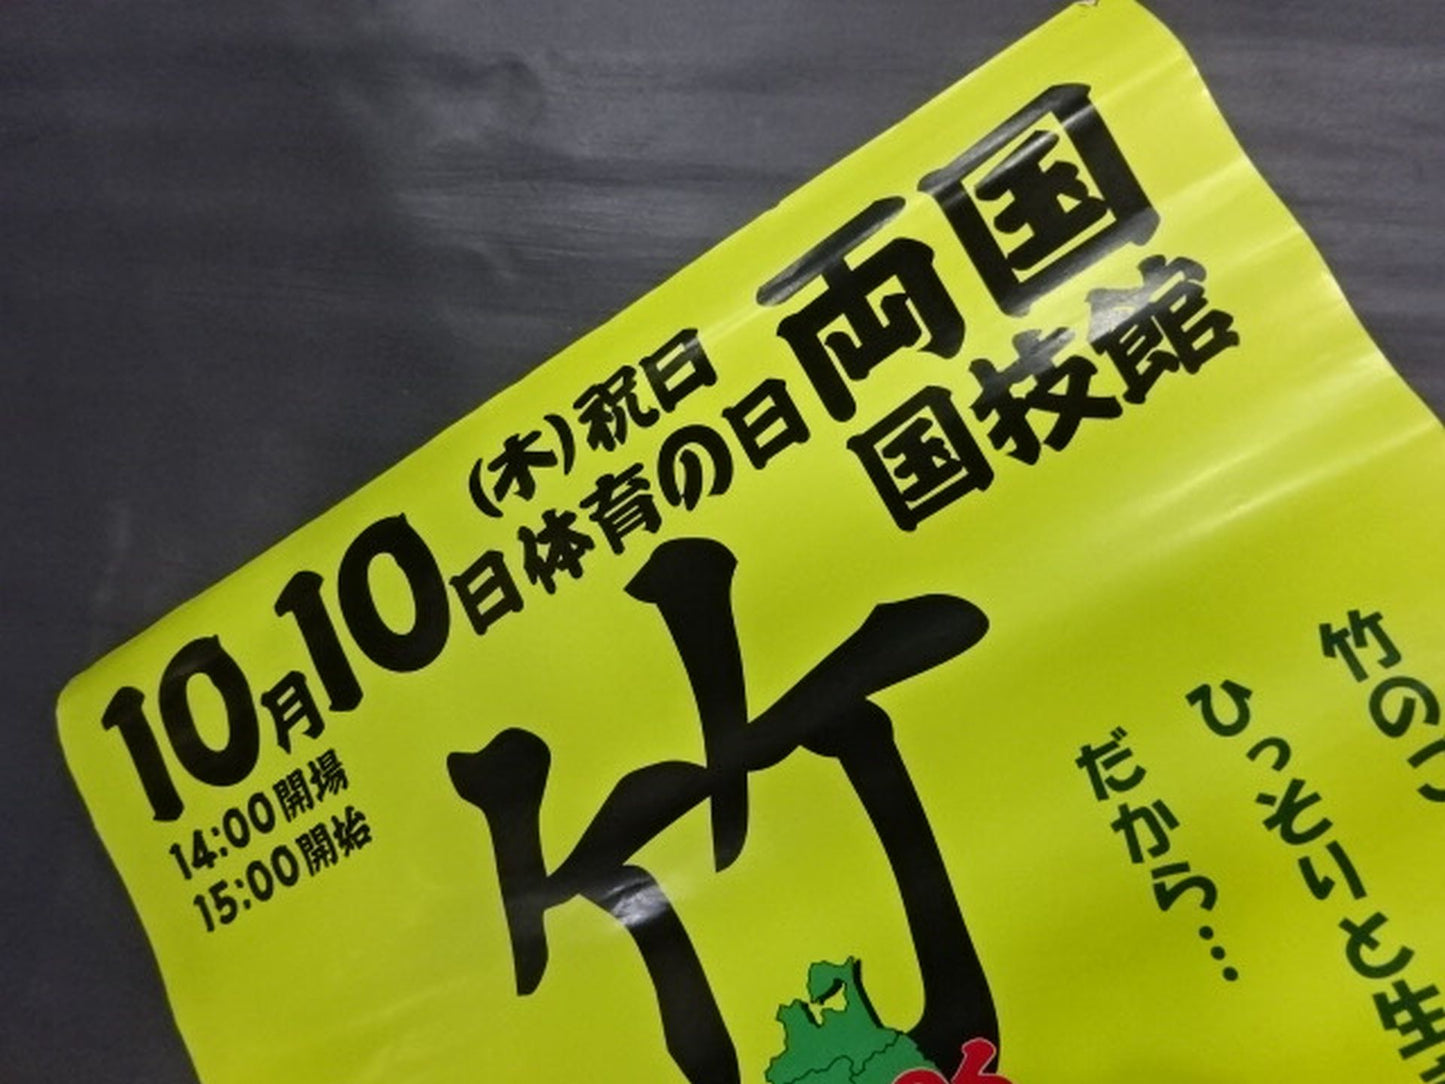 10月10日
(木)祝日
体育の日
両国
国技館
14:00開場
15:00開始
竹
竹の
ひっそりと生
だから…